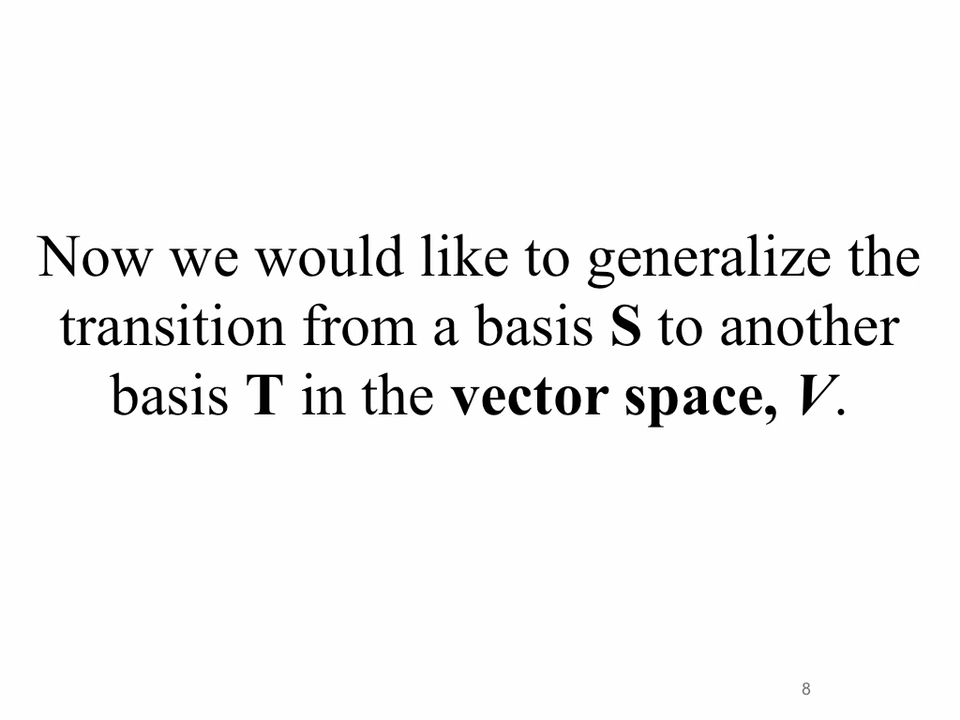 Now we would like to generalize the
transition from a basis S to another
basis T in the vector space, V.
8